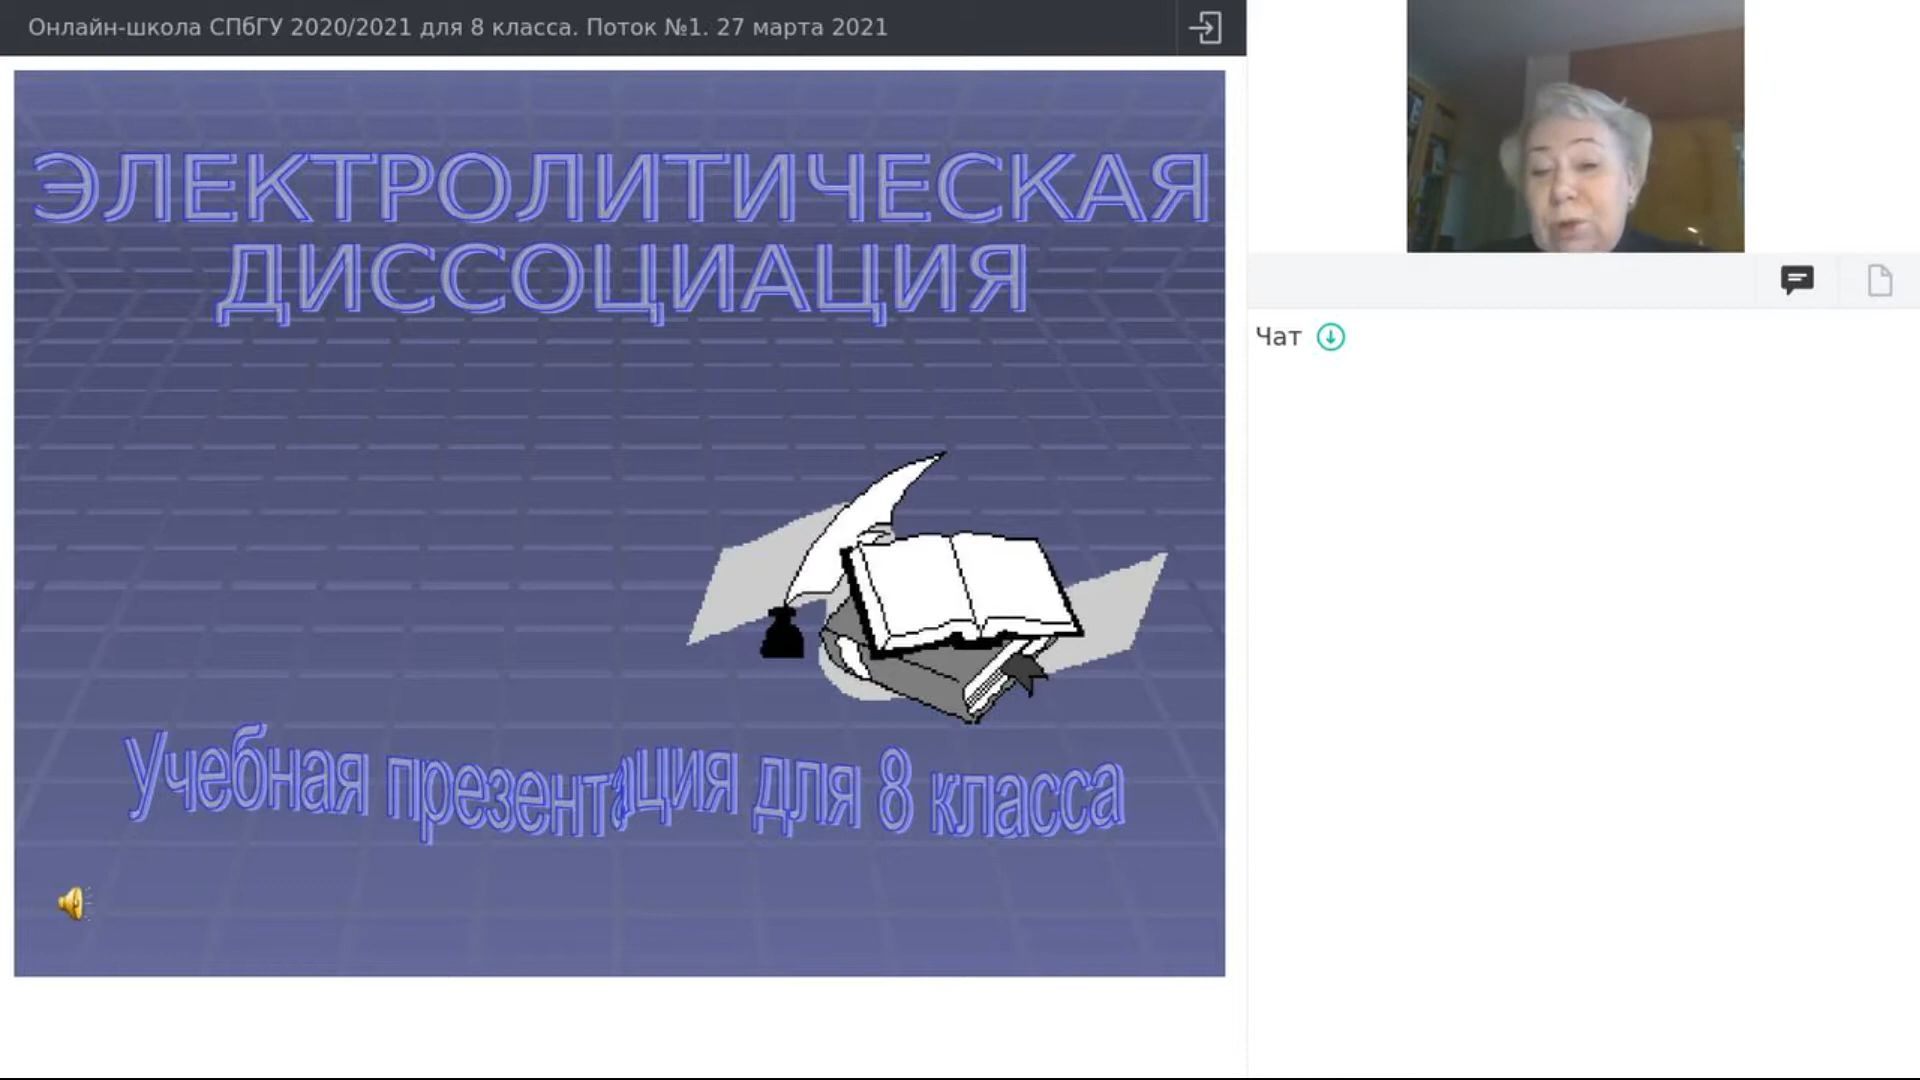 Онлайн-школа СПбГУ 2020/2021 для 8 класса. Поток №1. 27 марта 2021
ЭЛЕКТРОЛИТИЧЕСКАЯ
ДИССОЦИАЦИЯ
Учебная презентация для 8 класса
Чат